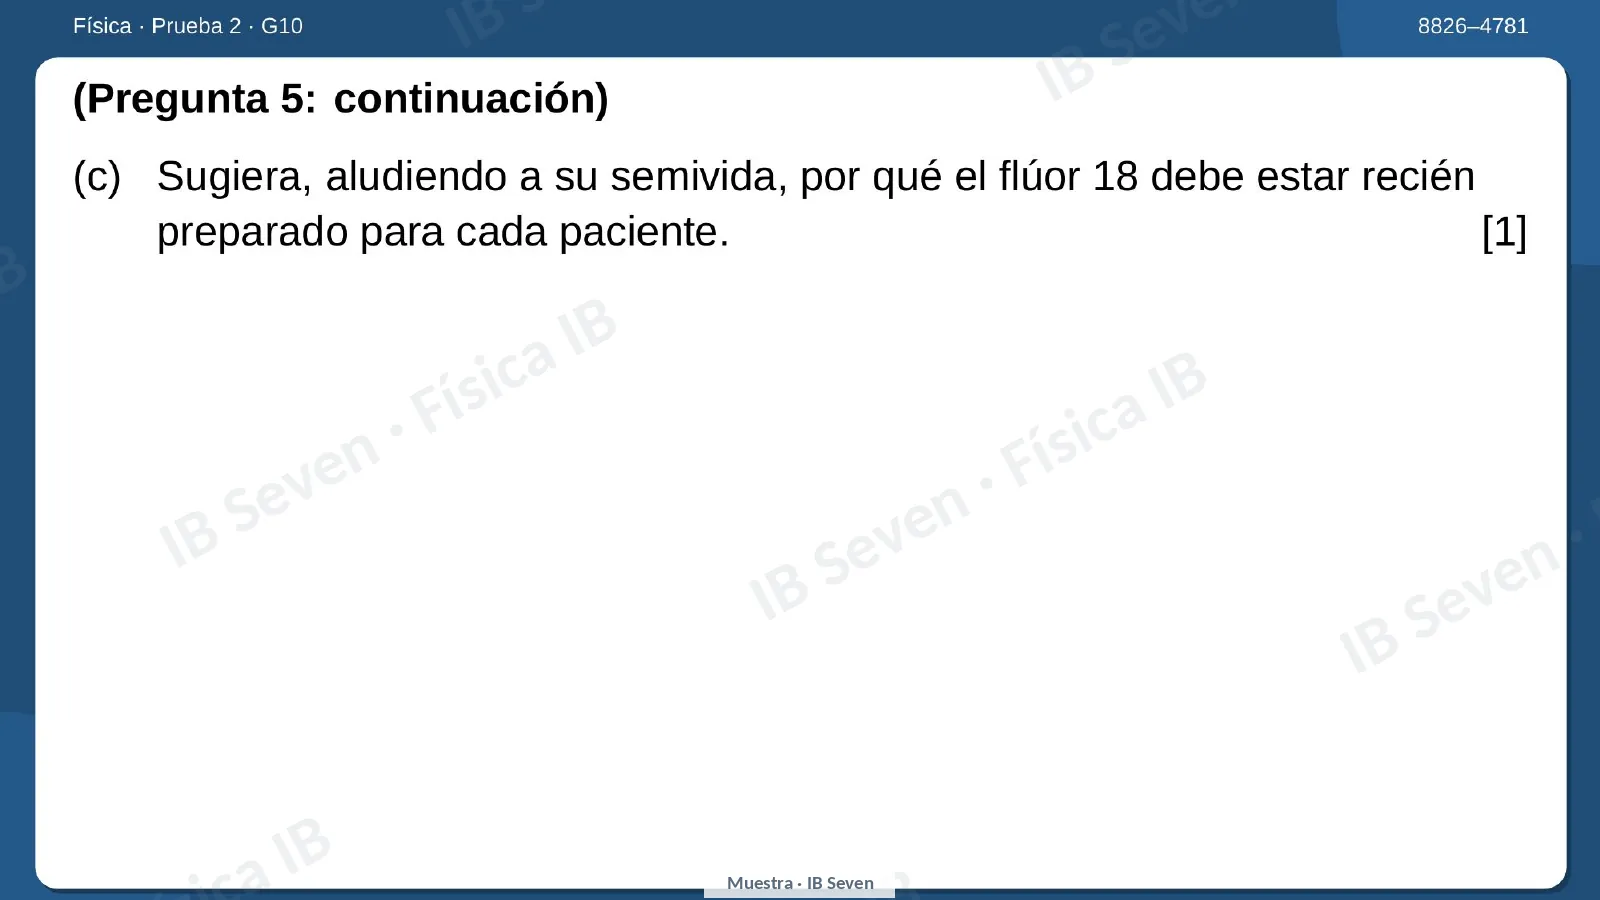 Física · Prueba 2 · G10
8826–4781
(Pregunta 5: continuación)
(c) Sugiera, aludiendo a su semivida, por qué el flúor 18 debe estar recién
preparado para cada paciente. [1]
IB Seven · Física IB
IB Seven · Física IB
IB Seven ·
IB Seven
Muestra · IB Seven